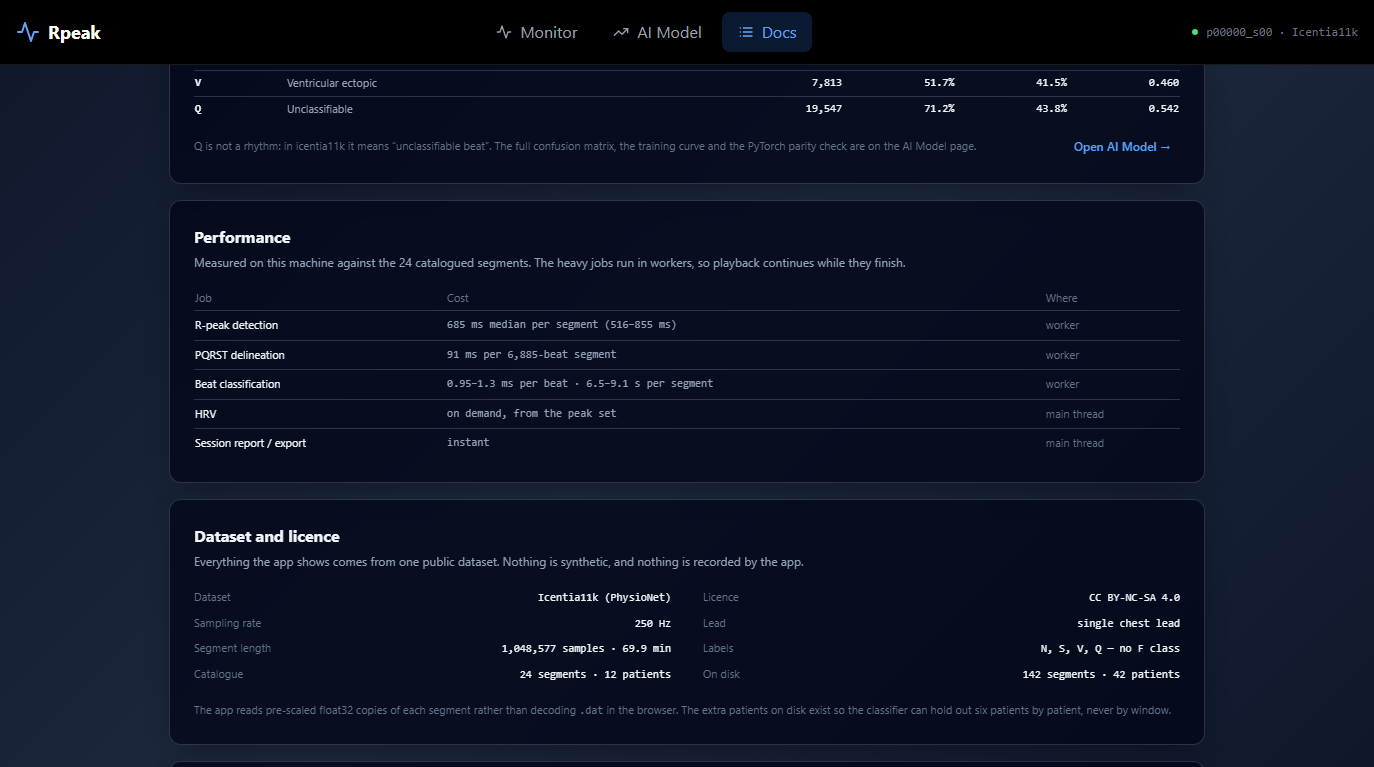 Rpeak
Monitor
AI Model
Docs
p00000_s00 · Icentia11k
V Ventricular ectopic 7,813 51.7% 41.5% 0.460
Q Unclassifiable 19,547 71.2% 43.8% 0.542
Q is not a rhythm: in icentia11k it means “unclassifiable beat”. The full confusion matrix, the training curve and the PyTorch parity check are on the AI Model page.
Open AI Model →
Performance
Measured on this machine against the 24 catalogued segments. The heavy jobs run in workers, so playback continues while they finish.
Job Cost Where
R-peak detection 685 ms median per segment (516–855 ms) worker
PQRST delineation 91 ms per 6,885-beat segment worker
Beat classification 0.95–1.3 ms per beat · 6.5–9.1 s per segment worker
HRV on demand, from the peak set main thread
Session report / export instant main thread
Dataset and licence
Everything the app shows comes from one public dataset. Nothing is synthetic, and nothing is recorded by the app.
Dataset Icentia11k (PhysioNet) Licence CC BY-NC-SA 4.0
Sampling rate 250 Hz Lead single chest lead
Segment length 1,048,577 samples · 69.9 min Labels N, S, V, Q — no F class
Catalogue 24 segments · 12 patients On disk 142 segments · 42 patients
The app reads pre-scaled float32 copies of each segment rather than decoding .dat in the browser. The extra patients on disk exist so the classifier can hold out six patients by patient, never by window.